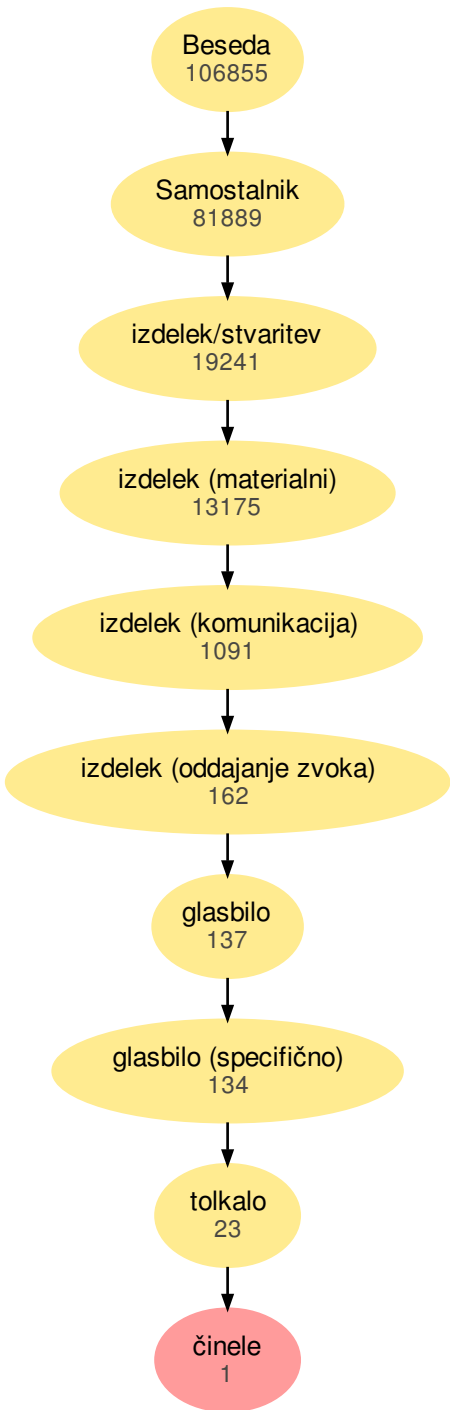 Beseda
106855
Samostalnik
81889
izdelek/stvaritev
19241
izdelek (materialni)
13175
izdelek (komunikacija)
1091
izdelek (oddajanje zvoka)
162
glasbilo
137
glasbilo (specifično)
134
tolkalo
23
činele
1